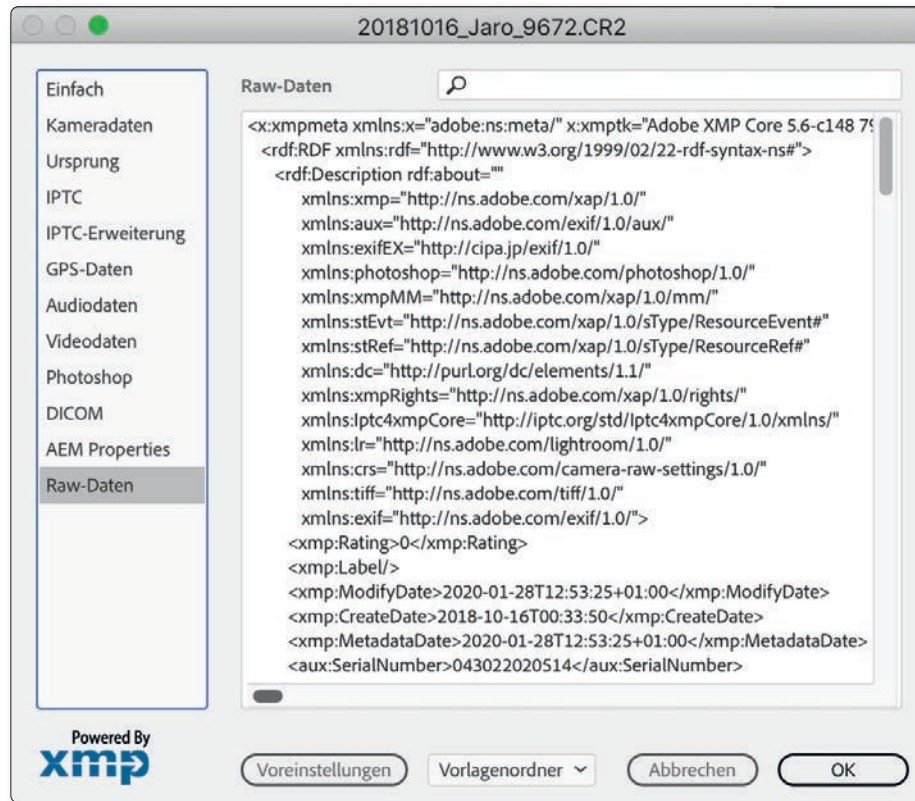 20181016_Jaro_9672.CR2
Einfach
Kameradaten
Ursprung
IPTC
IPTC-Erweiterung
GPS-Daten
Audiodaten
Videodaten
Photoshop
DICOM
AEM Properties
Raw-Daten
Raw-Daten
<x:xmpmeta xmlns:x="adobe:ns:meta/" x:xmptk="Adobe XMP Core 5.6-c148 79
<rdf:RDF xmlns:rdf="http://www.w3.org/1999/02/22-rdf-syntax-ns#">
<rdf:Description rdf:about=""
xmlns:xmp="http://ns.adobe.com/xap/1.0/"
xmlns:aux="http://ns.adobe.com/exif/1.0/aux/"
xmlns:exifEX="http://cipa.jp/exif/1.0/"
xmlns:photoshop="http://ns.adobe.com/photoshop/1.0/"
xmlns:xmpMM="http://ns.adobe.com/xap/1.0/mm/"
xmlns:stEvt="http://ns.adobe.com/xap/1.0/sType/ResourceEvent#"
xmlns:stRef="http://ns.adobe.com/xap/1.0/sType/ResourceRef#"
xmlns:dc="http://purl.org/dc/elements/1.1/"
xmlns:xmpRights="http://ns.adobe.com/xap/1.0/rights/"
xmlns:Iptc4xmpCore="http://iptc.org/std/Iptc4xmpCore/1.0/xmlns/"
xmlns:lr="http://ns.adobe.com/lightroom/1.0/"
xmlns:crs="http://ns.adobe.com/camera-raw-settings/1.0/"
xmlns:tiff="http://ns.adobe.com/tiff/1.0/"
xmlns:exif="http://ns.adobe.com/exif/1.0/">
<xmp:Rating>0</xmp:Rating>
<xmp:Label/>
<xmp:ModifyDate>2020-01-28T12:53:25+01:00</xmp:ModifyDate>
<xmp:CreateDate>2018-10-16T00:33:50</xmp:CreateDate>
<xmp:MetadataDate>2020-01-28T12:53:25+01:00</xmp:MetadataDate>
<aux:SerialNumber>043022020514</aux:SerialNumber>
Powered By
xmp
Voreinstellungen
Vorlagenordner
Abbrechen
OK